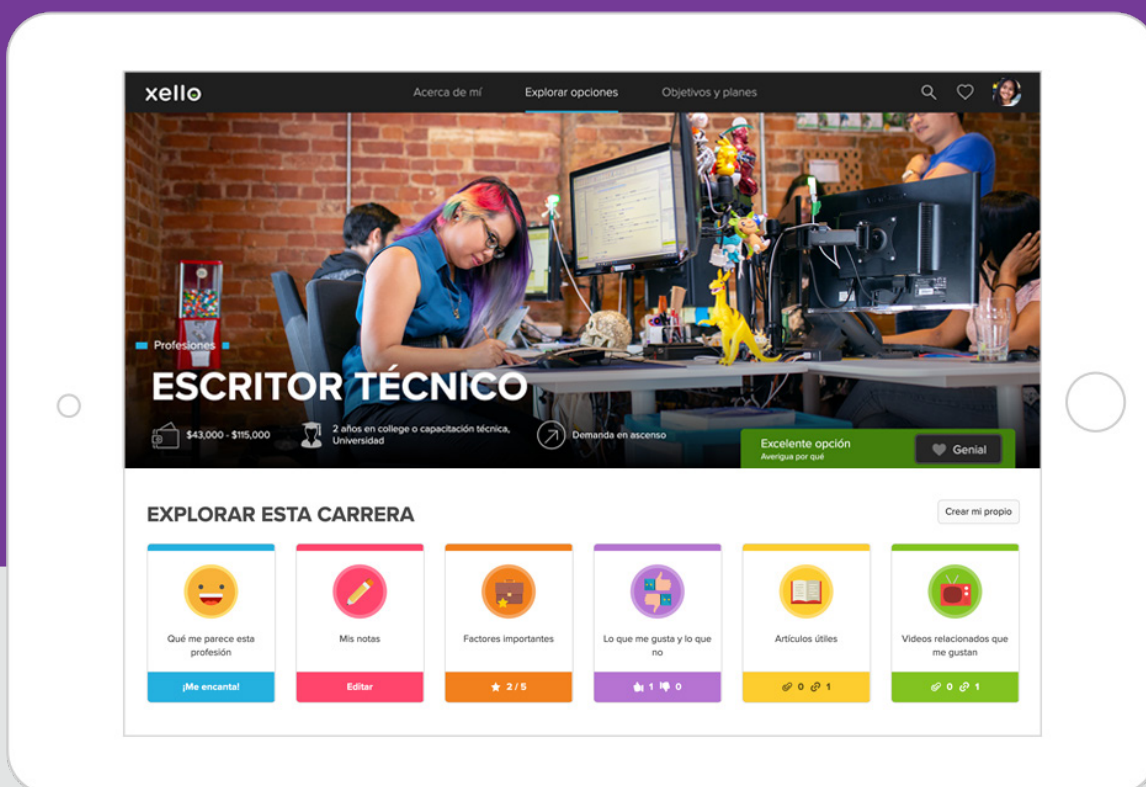 xello
Acerca de mí
Explorar opciones
Objetivos y planes
Profesiones
ESCRITOR TÉCNICO
$43,000 - $115,000
2 años en college o capacitación técnica,
Universidad
Demanda en ascenso
Excelente opción
Averigua por qué
Genial
EXPLORAR ESTA CARRERA
Crear mi propio
Qué me parece esta
profesión
¡Me encanta!
Mis notas
Editar
Factores importantes
2 / 5
Lo que me gusta y lo que
no
1 0
Artículos útiles
0 1
Videos relacionados que
me gustan
0 1